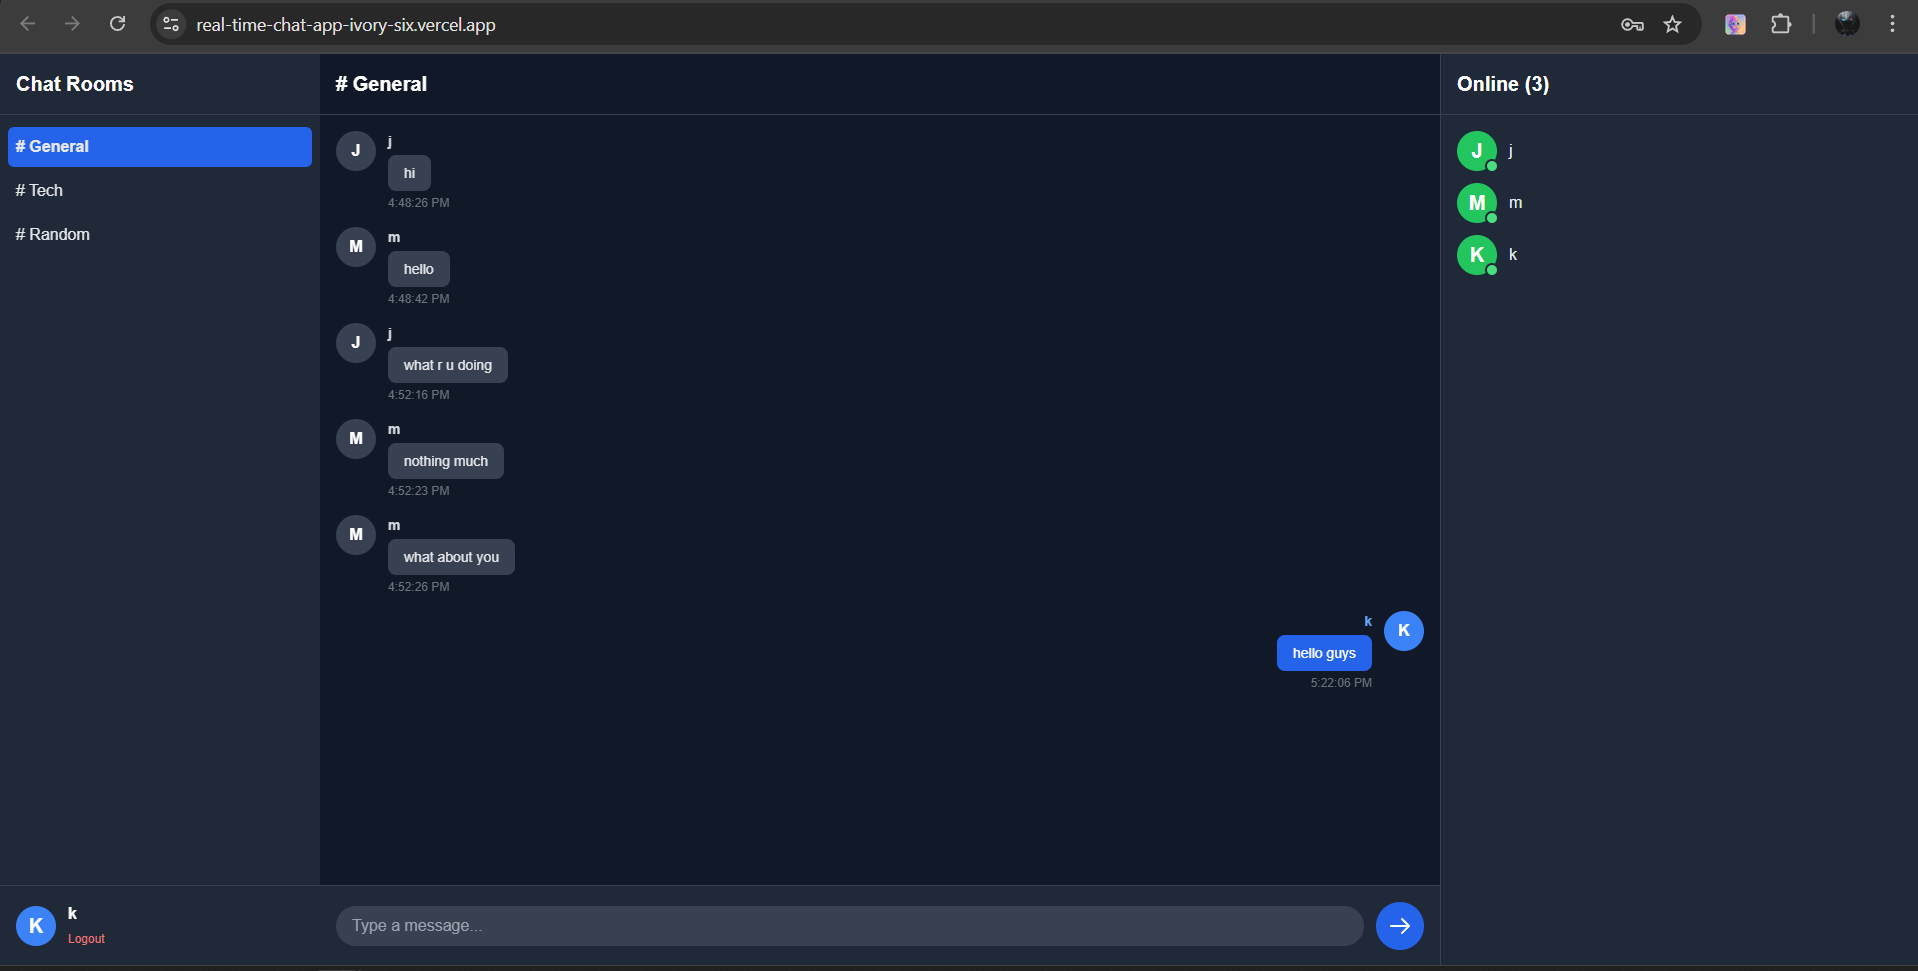 real-time-chat-app-ivory-six.vercel.app
Chat Rooms
# General
# Tech
# Random
K
k
Logout
# General
J
j
hi
4:48:26 PM
M
m
hello
4:48:42 PM
J
j
what r u doing
4:52:16 PM
M
m
nothing much
4:52:23 PM
M
m
what about you
4:52:26 PM
k
K
hello guys
5:22:06 PM
Type a message...
Online (3)
J
j
M
m
K
k